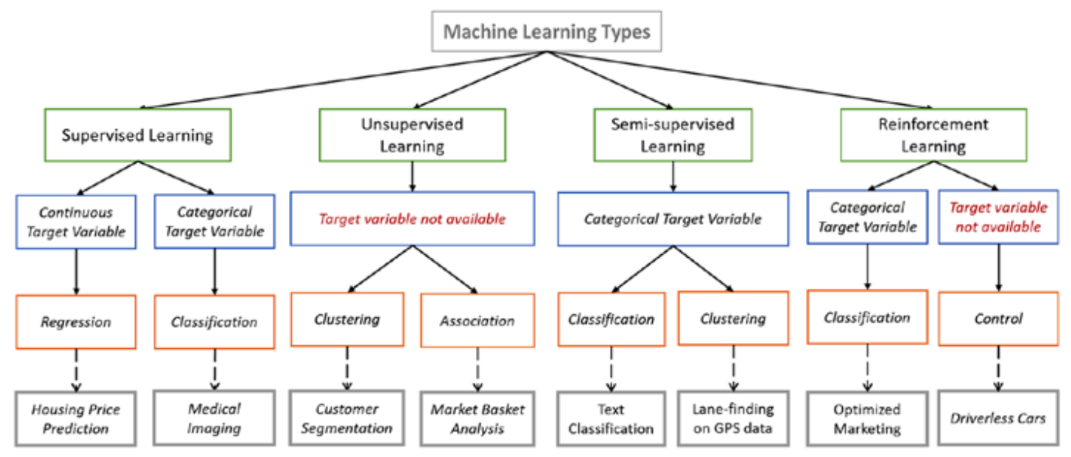 Machine Learning Types
Supervised Learning
Unsupervised
Learning
Semi-supervised
Learning
Reinforcement
Learning
Continuous
Target Variable
Categorical
Target Variable
Target variable not available
Categorical Target Variable
Categorical
Target Variable
Target variable
not available
Regression
Classification
Clustering
Association
Classification
Clustering
Classification
Control
Housing Price
Prediction
Medical
Imaging
Customer
Segmentation
Market Basket
Analysis
Text
Classification
Lane-finding
on GPS data
Optimized
Marketing
Driverless Cars